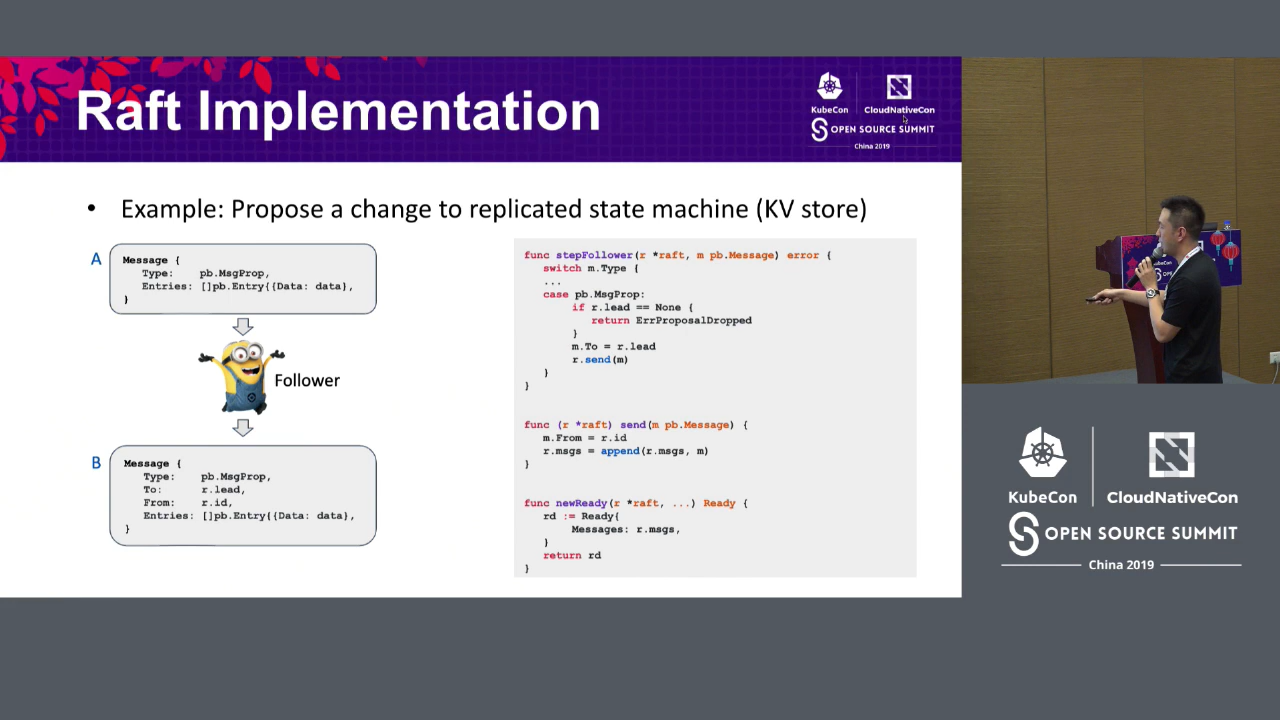 Raft Implementation
KubeCon
CloudNativeCon
OPEN SOURCE SUMMIT
China 2019
• Example: Propose a change to replicated state machine (KV store)
A
Message {
Type: pb.MsgProp,
Entries: []pb.Entry{{Data: data},
}
Follower
B
Message {
Type: pb.MsgProp,
To: r.lead,
From: r.id,
Entries: []pb.Entry{{Data: data},
}
func stepFollower(r *raft, m pb.Message) error {
switch m.Type {
...
case pb.MsgProp:
if r.lead == None {
return ErrProposalDropped
}
m.To = r.lead
r.send(m)
}
}
func (r *raft) send(m pb.Message) {
m.From = r.id
r.msgs = append(r.msgs, m)
}
func newReady(r *raft, ...) Ready {
rd := Ready{
Messages: r.msgs,
}
return rd
}
KubeCon
CloudNativeCon
OPEN SOURCE SUMMIT
China 2019